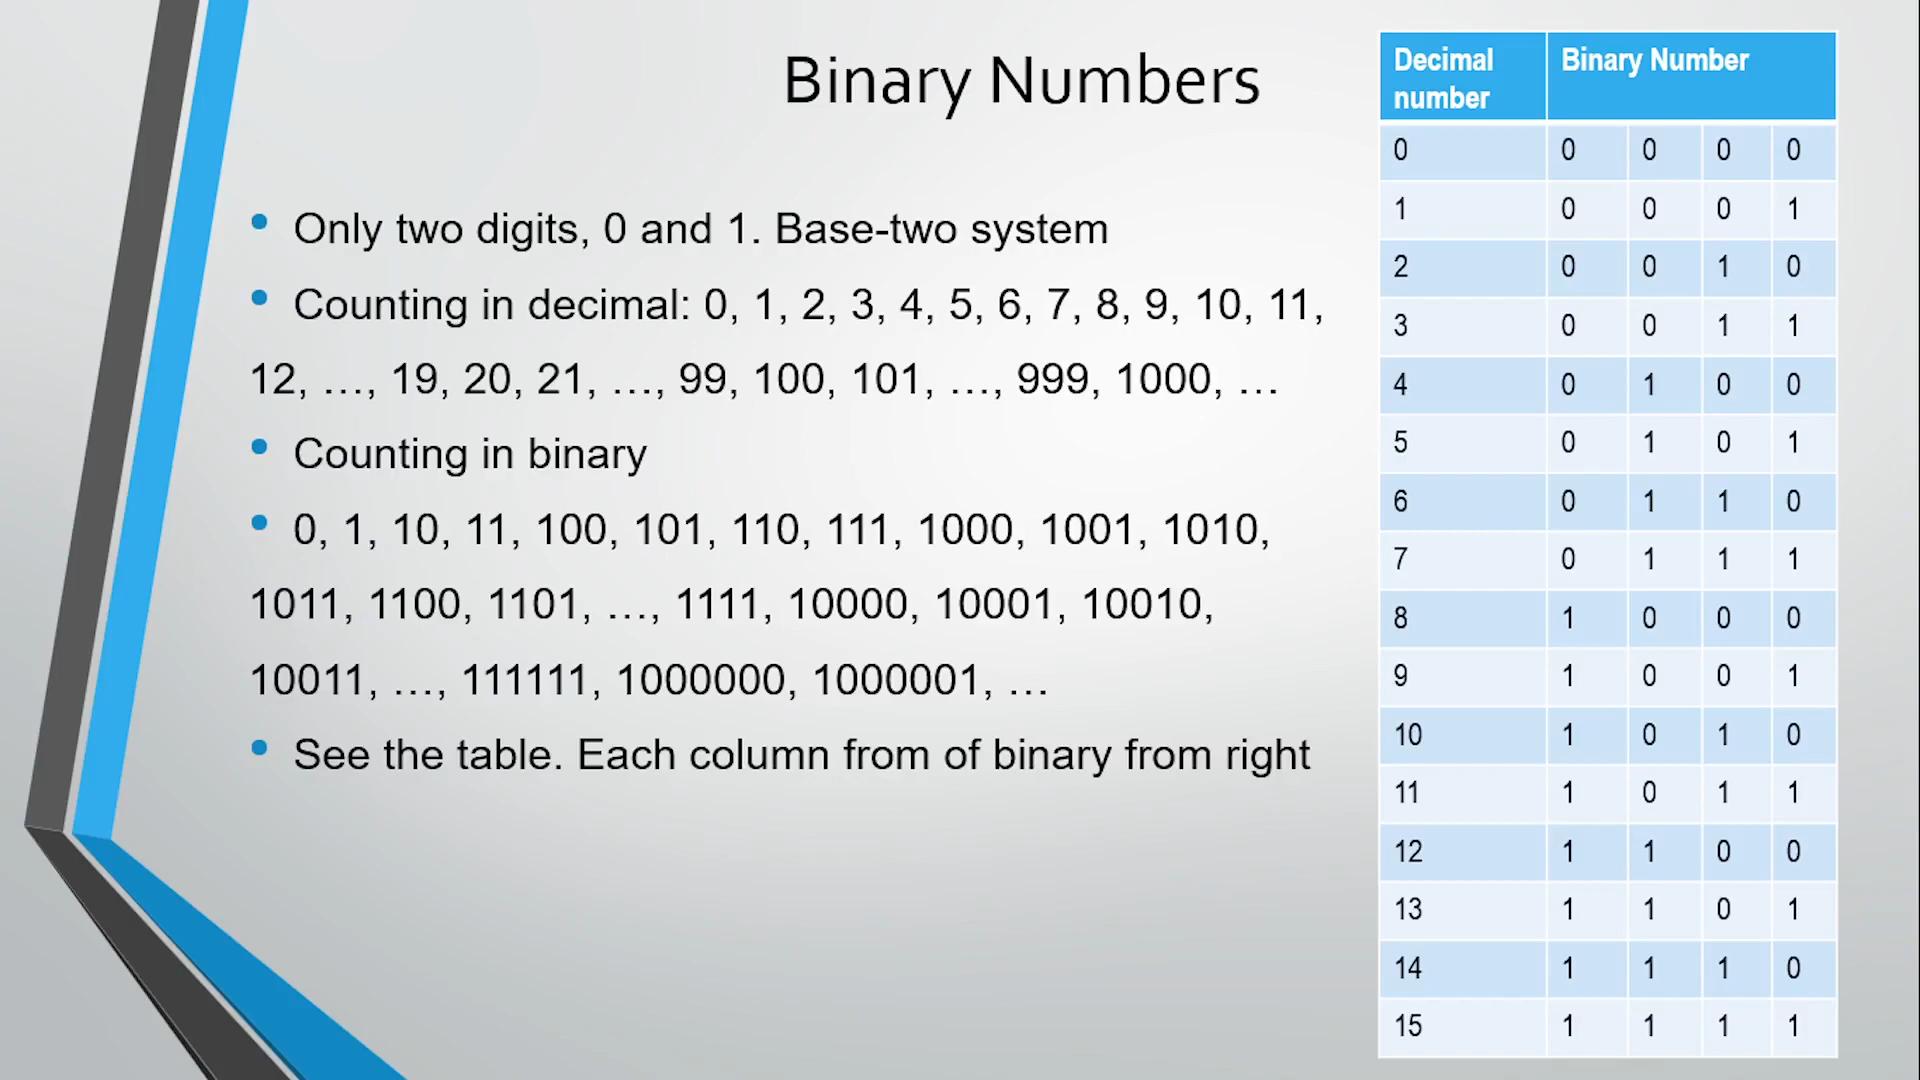 Binary Numbers
• Only two digits, 0 and 1. Base-two system
• Counting in decimal: 0, 1, 2, 3, 4, 5, 6, 7, 8, 9, 10, 11,
12, …, 19, 20, 21, …, 99, 100, 101, …, 999, 1000, …
• Counting in binary
• 0, 1, 10, 11, 100, 101, 110, 111, 1000, 1001, 1010,
1011, 1100, 1101, …, 1111, 10000, 10001, 10010,
10011, …, 111111, 1000000, 1000001, …
• See the table. Each column from of binary from right
Decimal number Binary Number
0 0 0 0 0
1 0 0 0 1
2 0 0 1 0
3 0 0 1 1
4 0 1 0 0
5 0 1 0 1
6 0 1 1 0
7 0 1 1 1
8 1 0 0 0
9 1 0 0 1
10 1 0 1 0
11 1 0 1 1
12 1 1 0 0
13 1 1 0 1
14 1 1 1 0
15 1 1 1 1